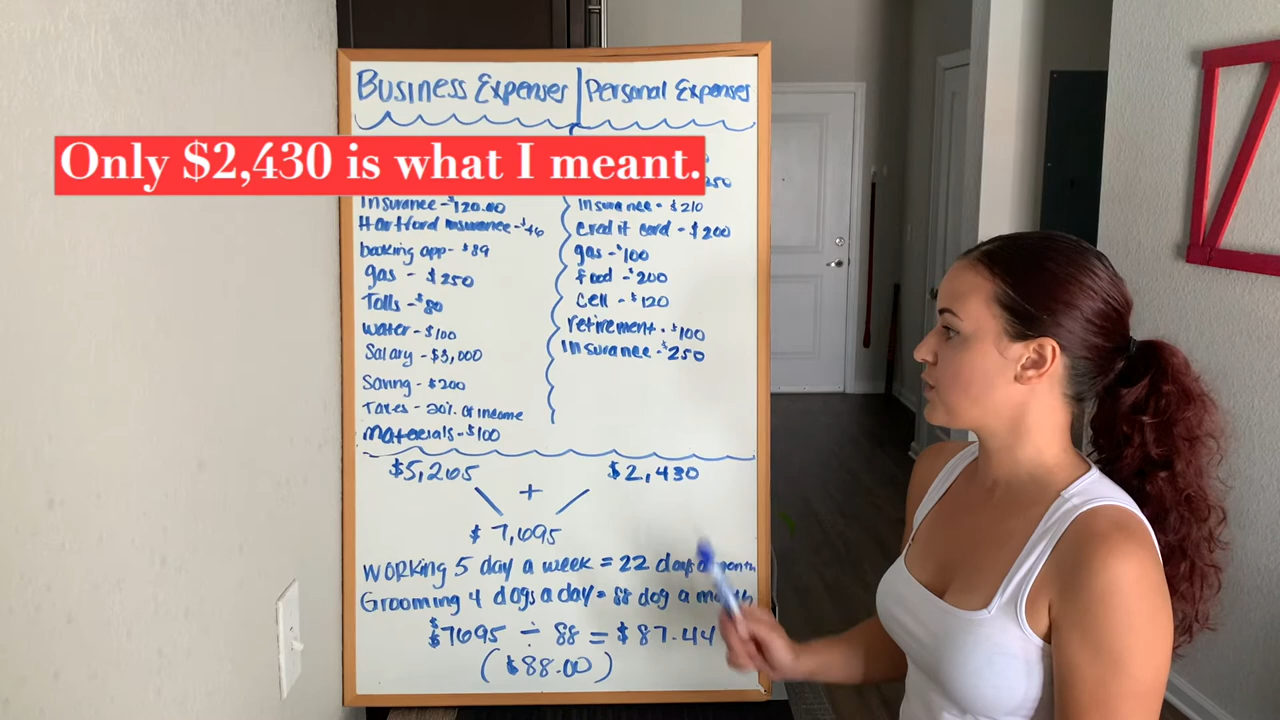 Business Expenses | Personal Expenses
Only $2,430 is what I meant.
Insurance - $120.00
Hartford insurance - $46
booking app - $89
gas - $250
Tolls - $80
Water - $100
Salary - $3,000
Saving - $200
Taxes - 20% of income
Materials - $100
$5,265
250
Insurance - $210
credit card - $200
gas - $100
food - $200
cell - $120
retirement - $100
Insurance - $250
$2,430
+
$7,695
Working 5 day a week = 22 days a month
Grooming 4 dogs a day = 88 dog a month
$7695 ÷ 88 = $87.44
($88.00)